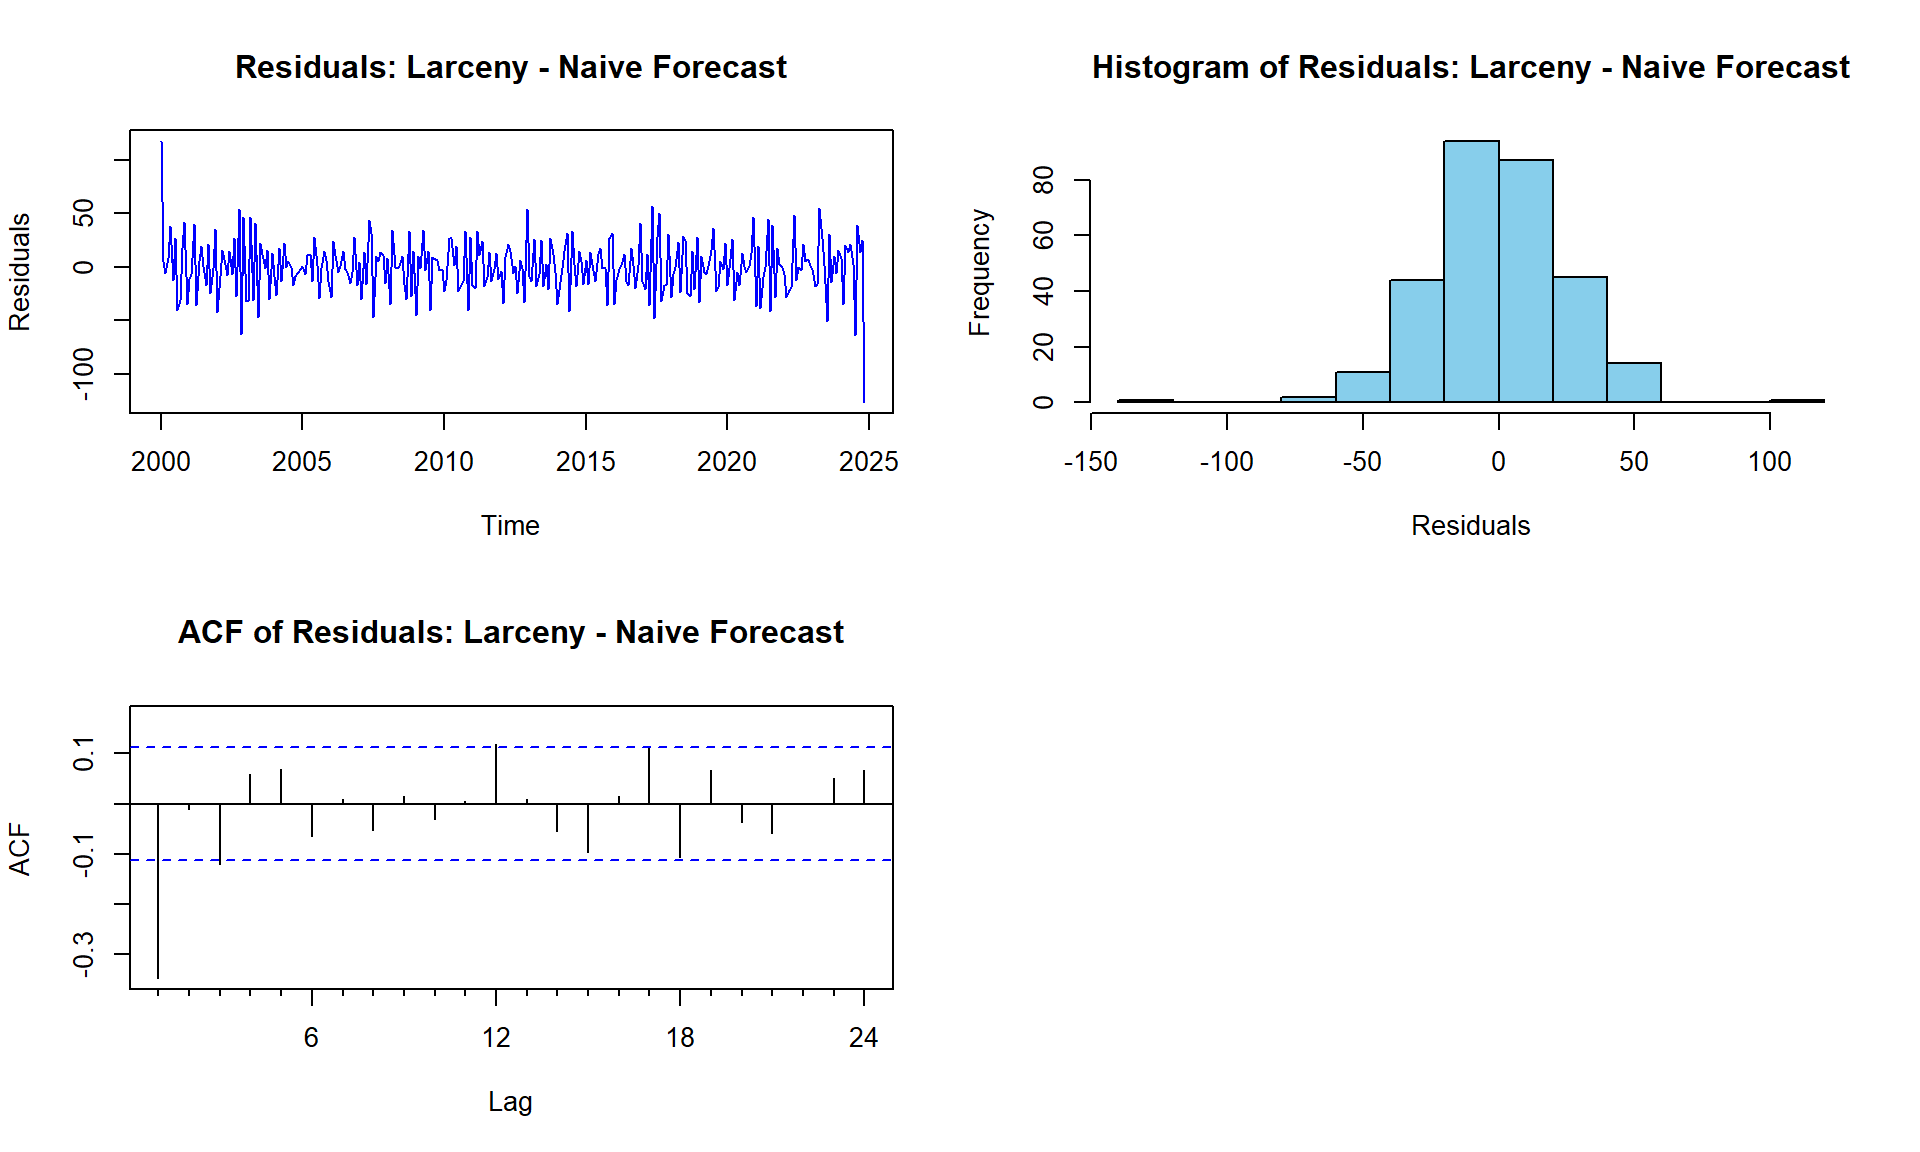 Residuals: Larceny - Naive Forecast
Residuals
50
0
-100
2000 2005 2010 2015 2020 2025
Time
Histogram of Residuals: Larceny - Naive Forecast
Frequency
80
60
40
20
0
-150 -100 -50 0 50 100
Residuals
ACF of Residuals: Larceny - Naive Forecast
ACF
0.1
-0.1
-0.3
6 12 18 24
Lag